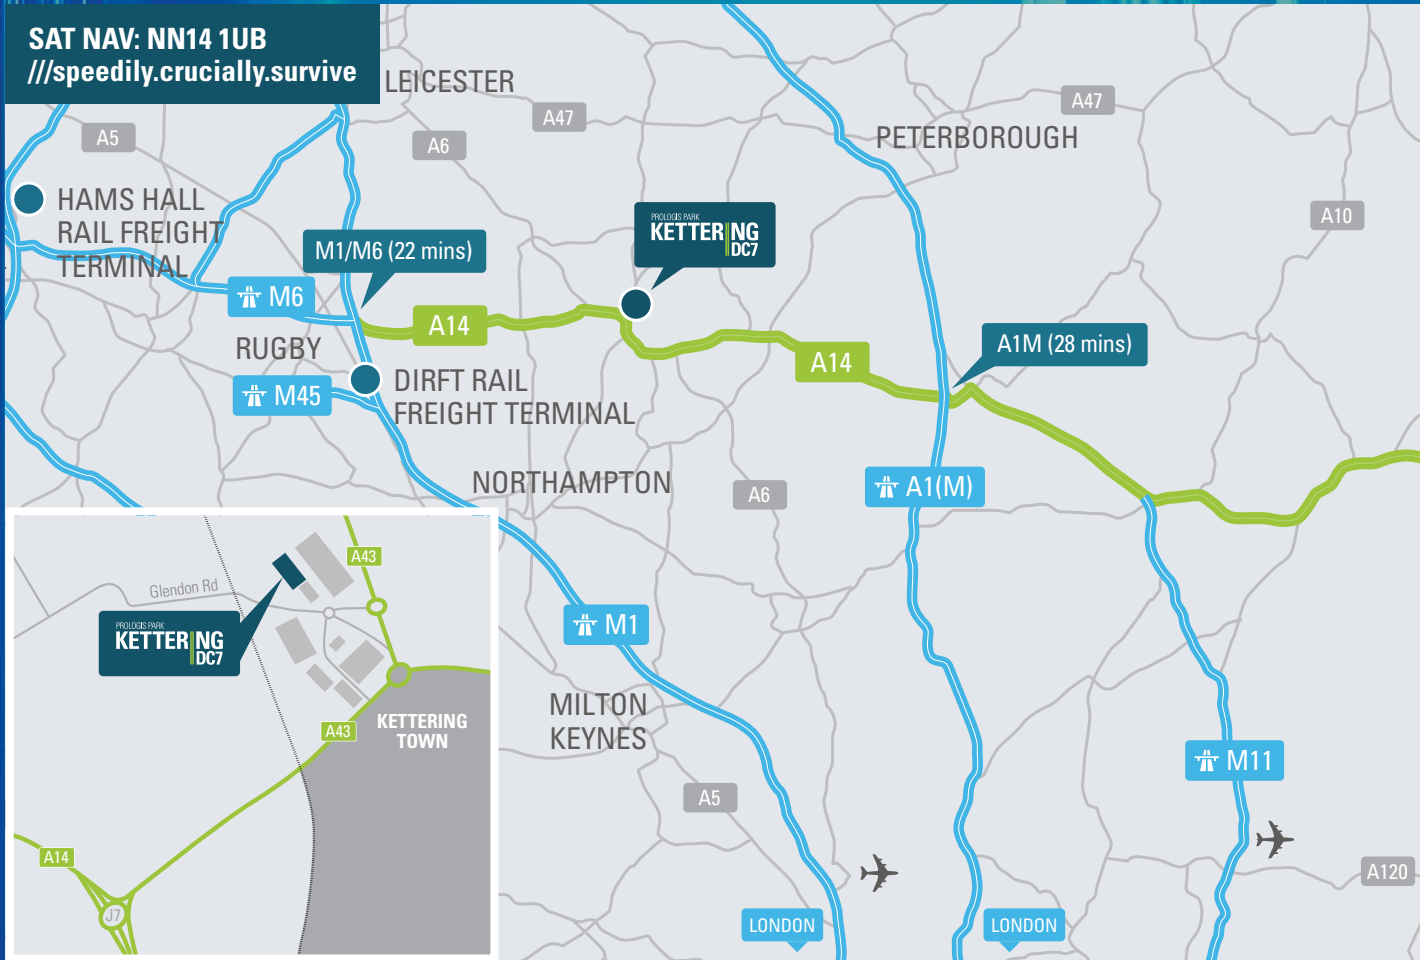 SAT NAV: NN14 1UB
///speedily.crucially.survive
LEICESTER
A5
A6
A47
A47
PETERBOROUGH
HAMS HALL
RAIL FREIGHT
TERMINAL
A10
PROLOGIS PARK
KETTERING
DC7
M1/M6 (22 mins)
M6
A14
RUGBY
A14
A1M (28 mins)
M45
DIRFT RAIL
FREIGHT TERMINAL
NORTHAMPTON
A6
A1(M)
A43
Glendon Rd
PROLOGIS PARK
KETTERING
DC7
M1
MILTON
KEYNES
KETTERING
TOWN
A43
M11
A5
A14
J7
A120
LONDON
LONDON